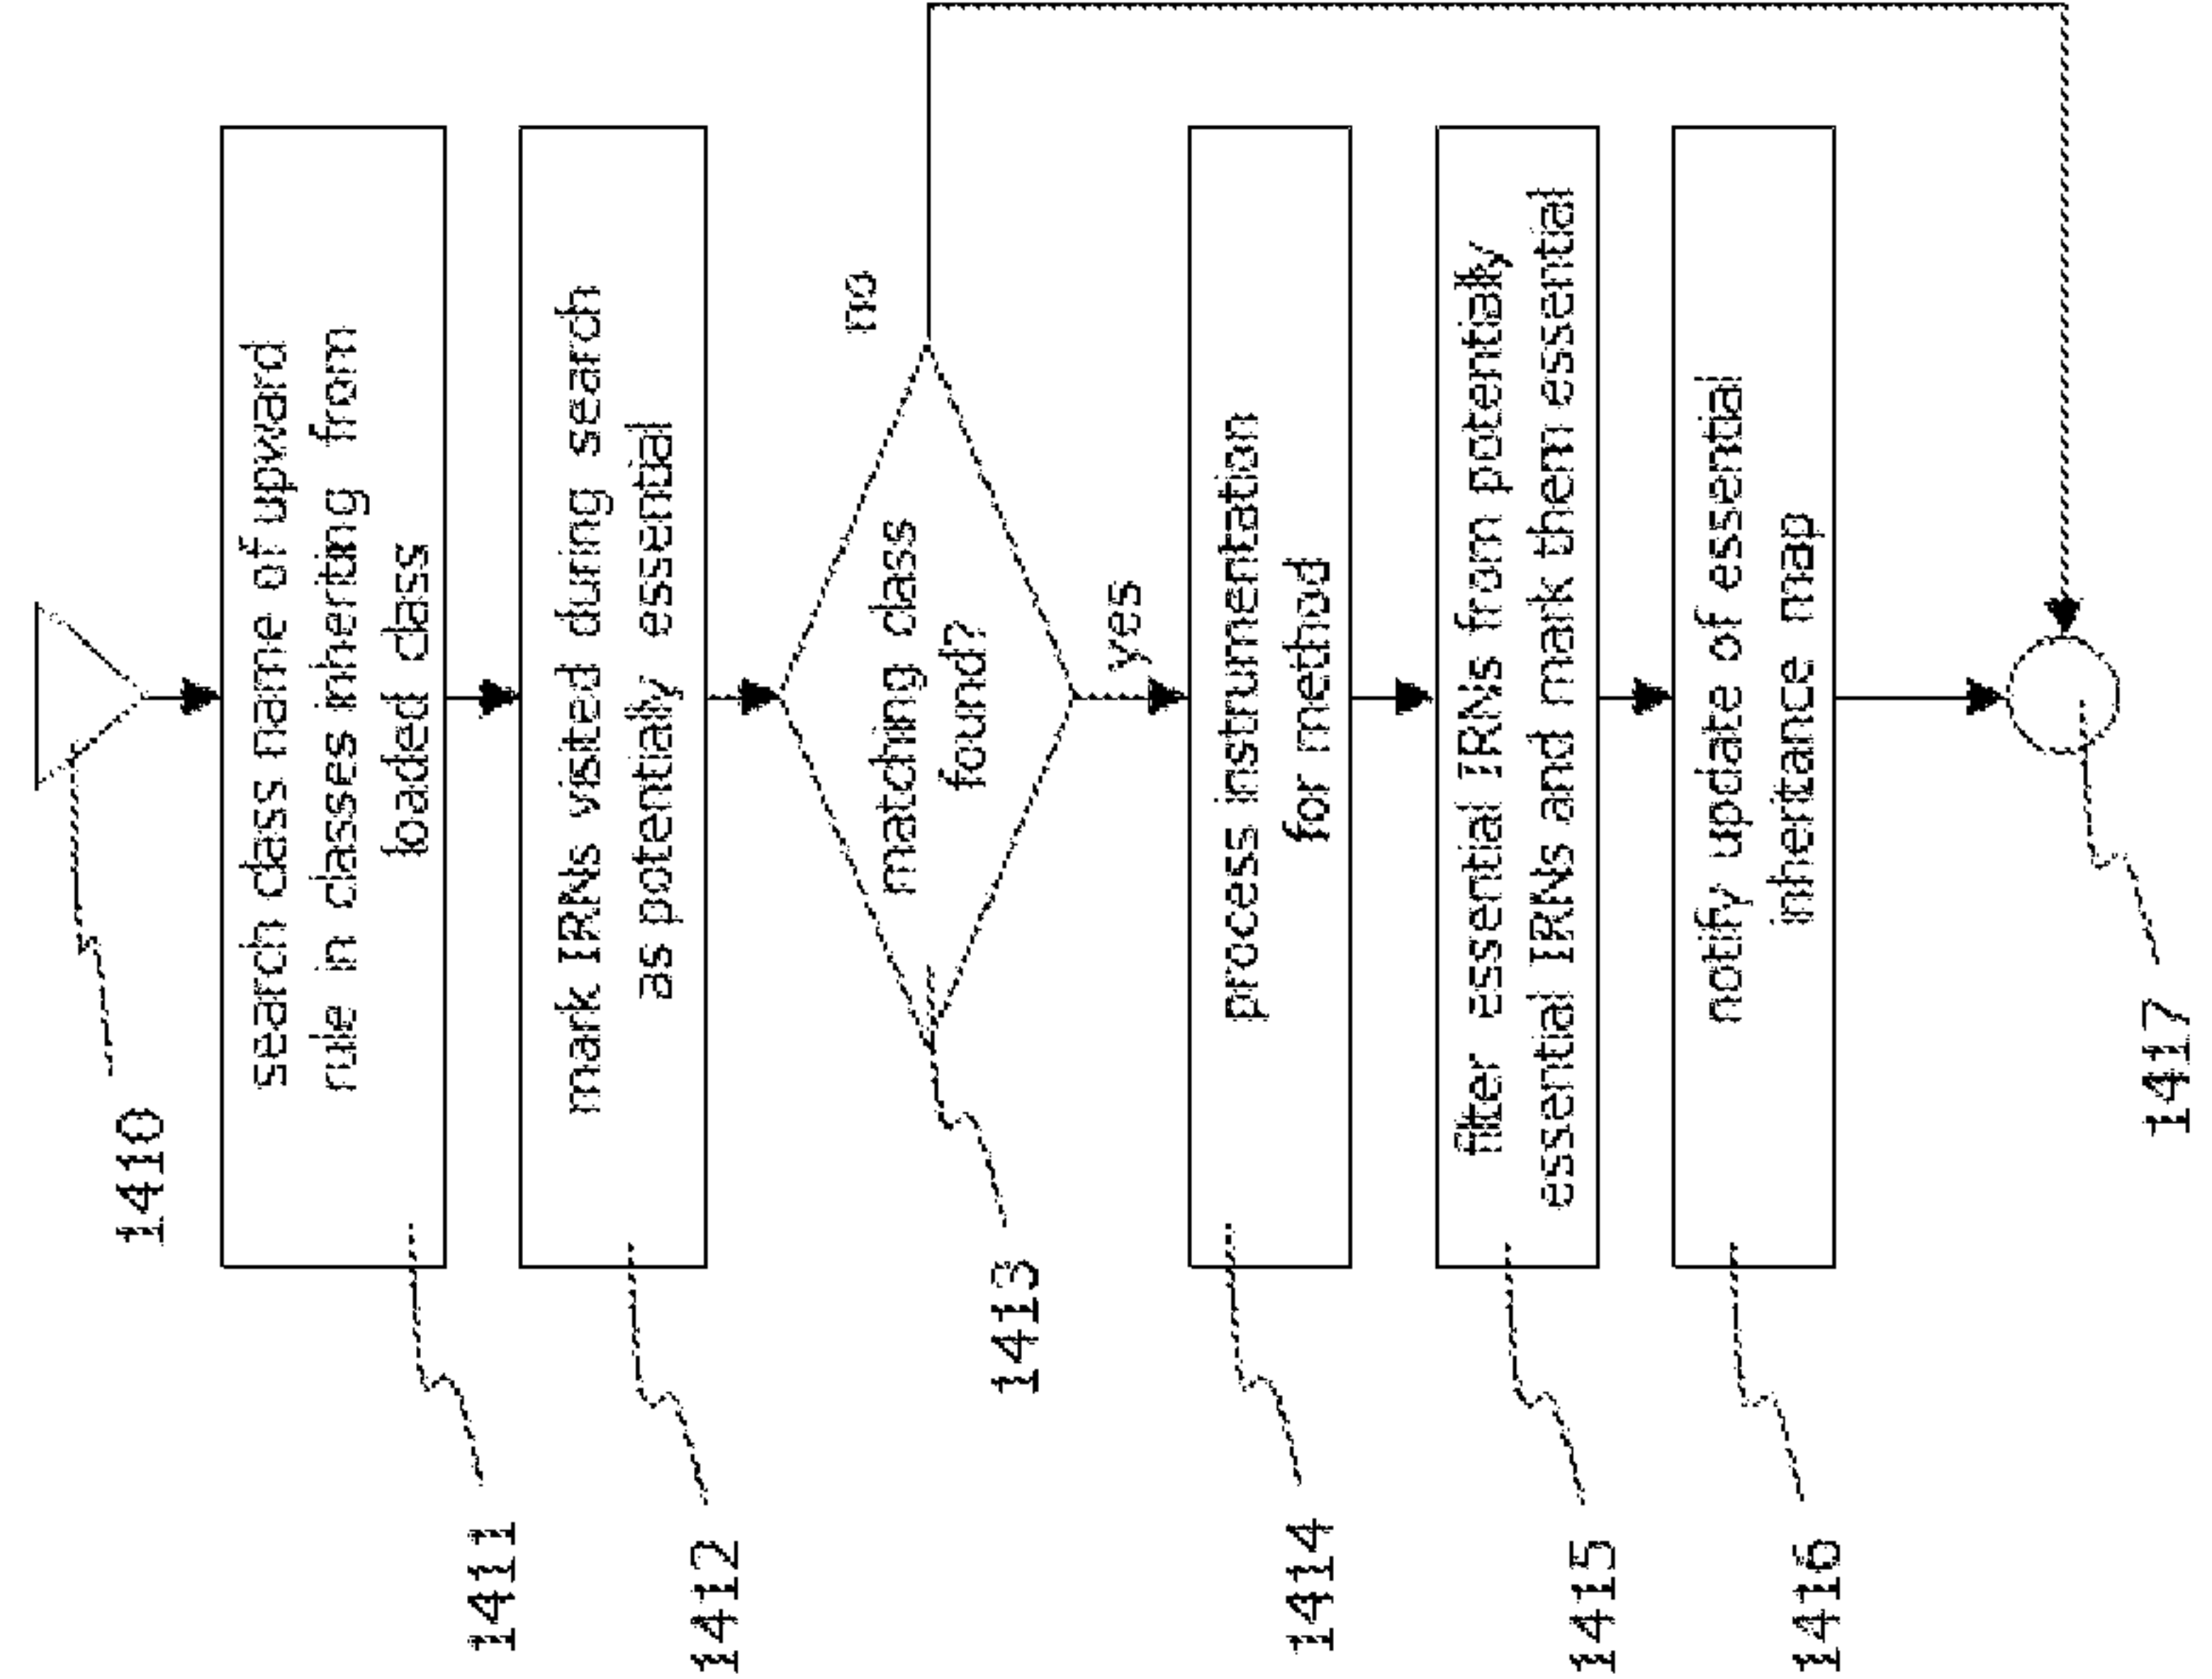 1410
search class name of upward
rule in classes inheriting from
loaded class
1411
mark IRNs visited during search
as potentially essential
1412
matching class
found?
no
yes
1413
process instrumentation
for method
1414
filter essential IRNs from potentially
essential IRNs and mark them essential
1415
notify update of essential
inheritance map
1416
1417